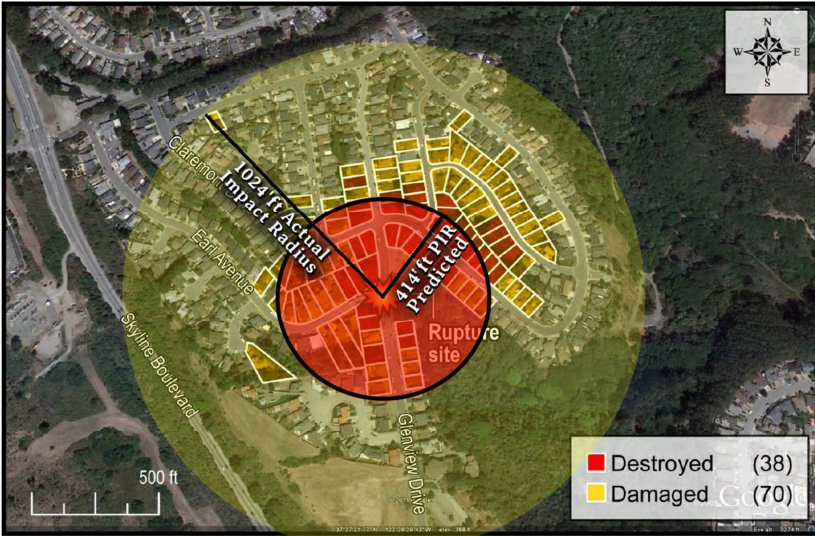 N
W E
S
Claremont
1024'ft Actual
Impact Radius
Earl Avenue
414'ft PIR
Predicted
Rupture
site
Skyline Boulevard
Glenview Drive
500 ft
Destroyed (38)
Damaged (70)
Google